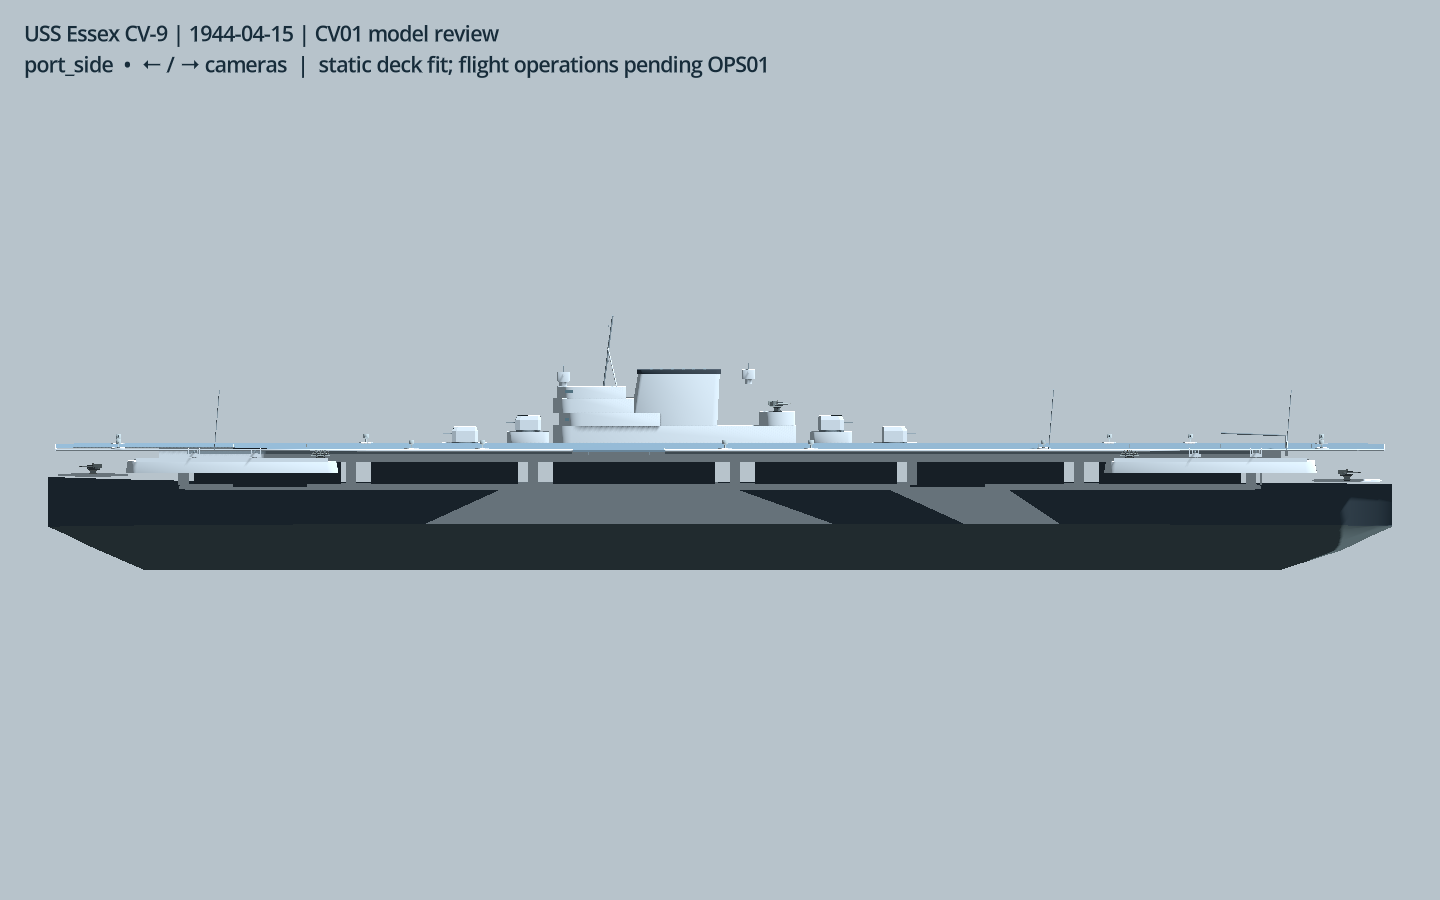 USS Essex CV-9 | 1944-04-15 | CV01 model review
port_side • ← / → cameras | static deck fit; flight operations pending OPS01